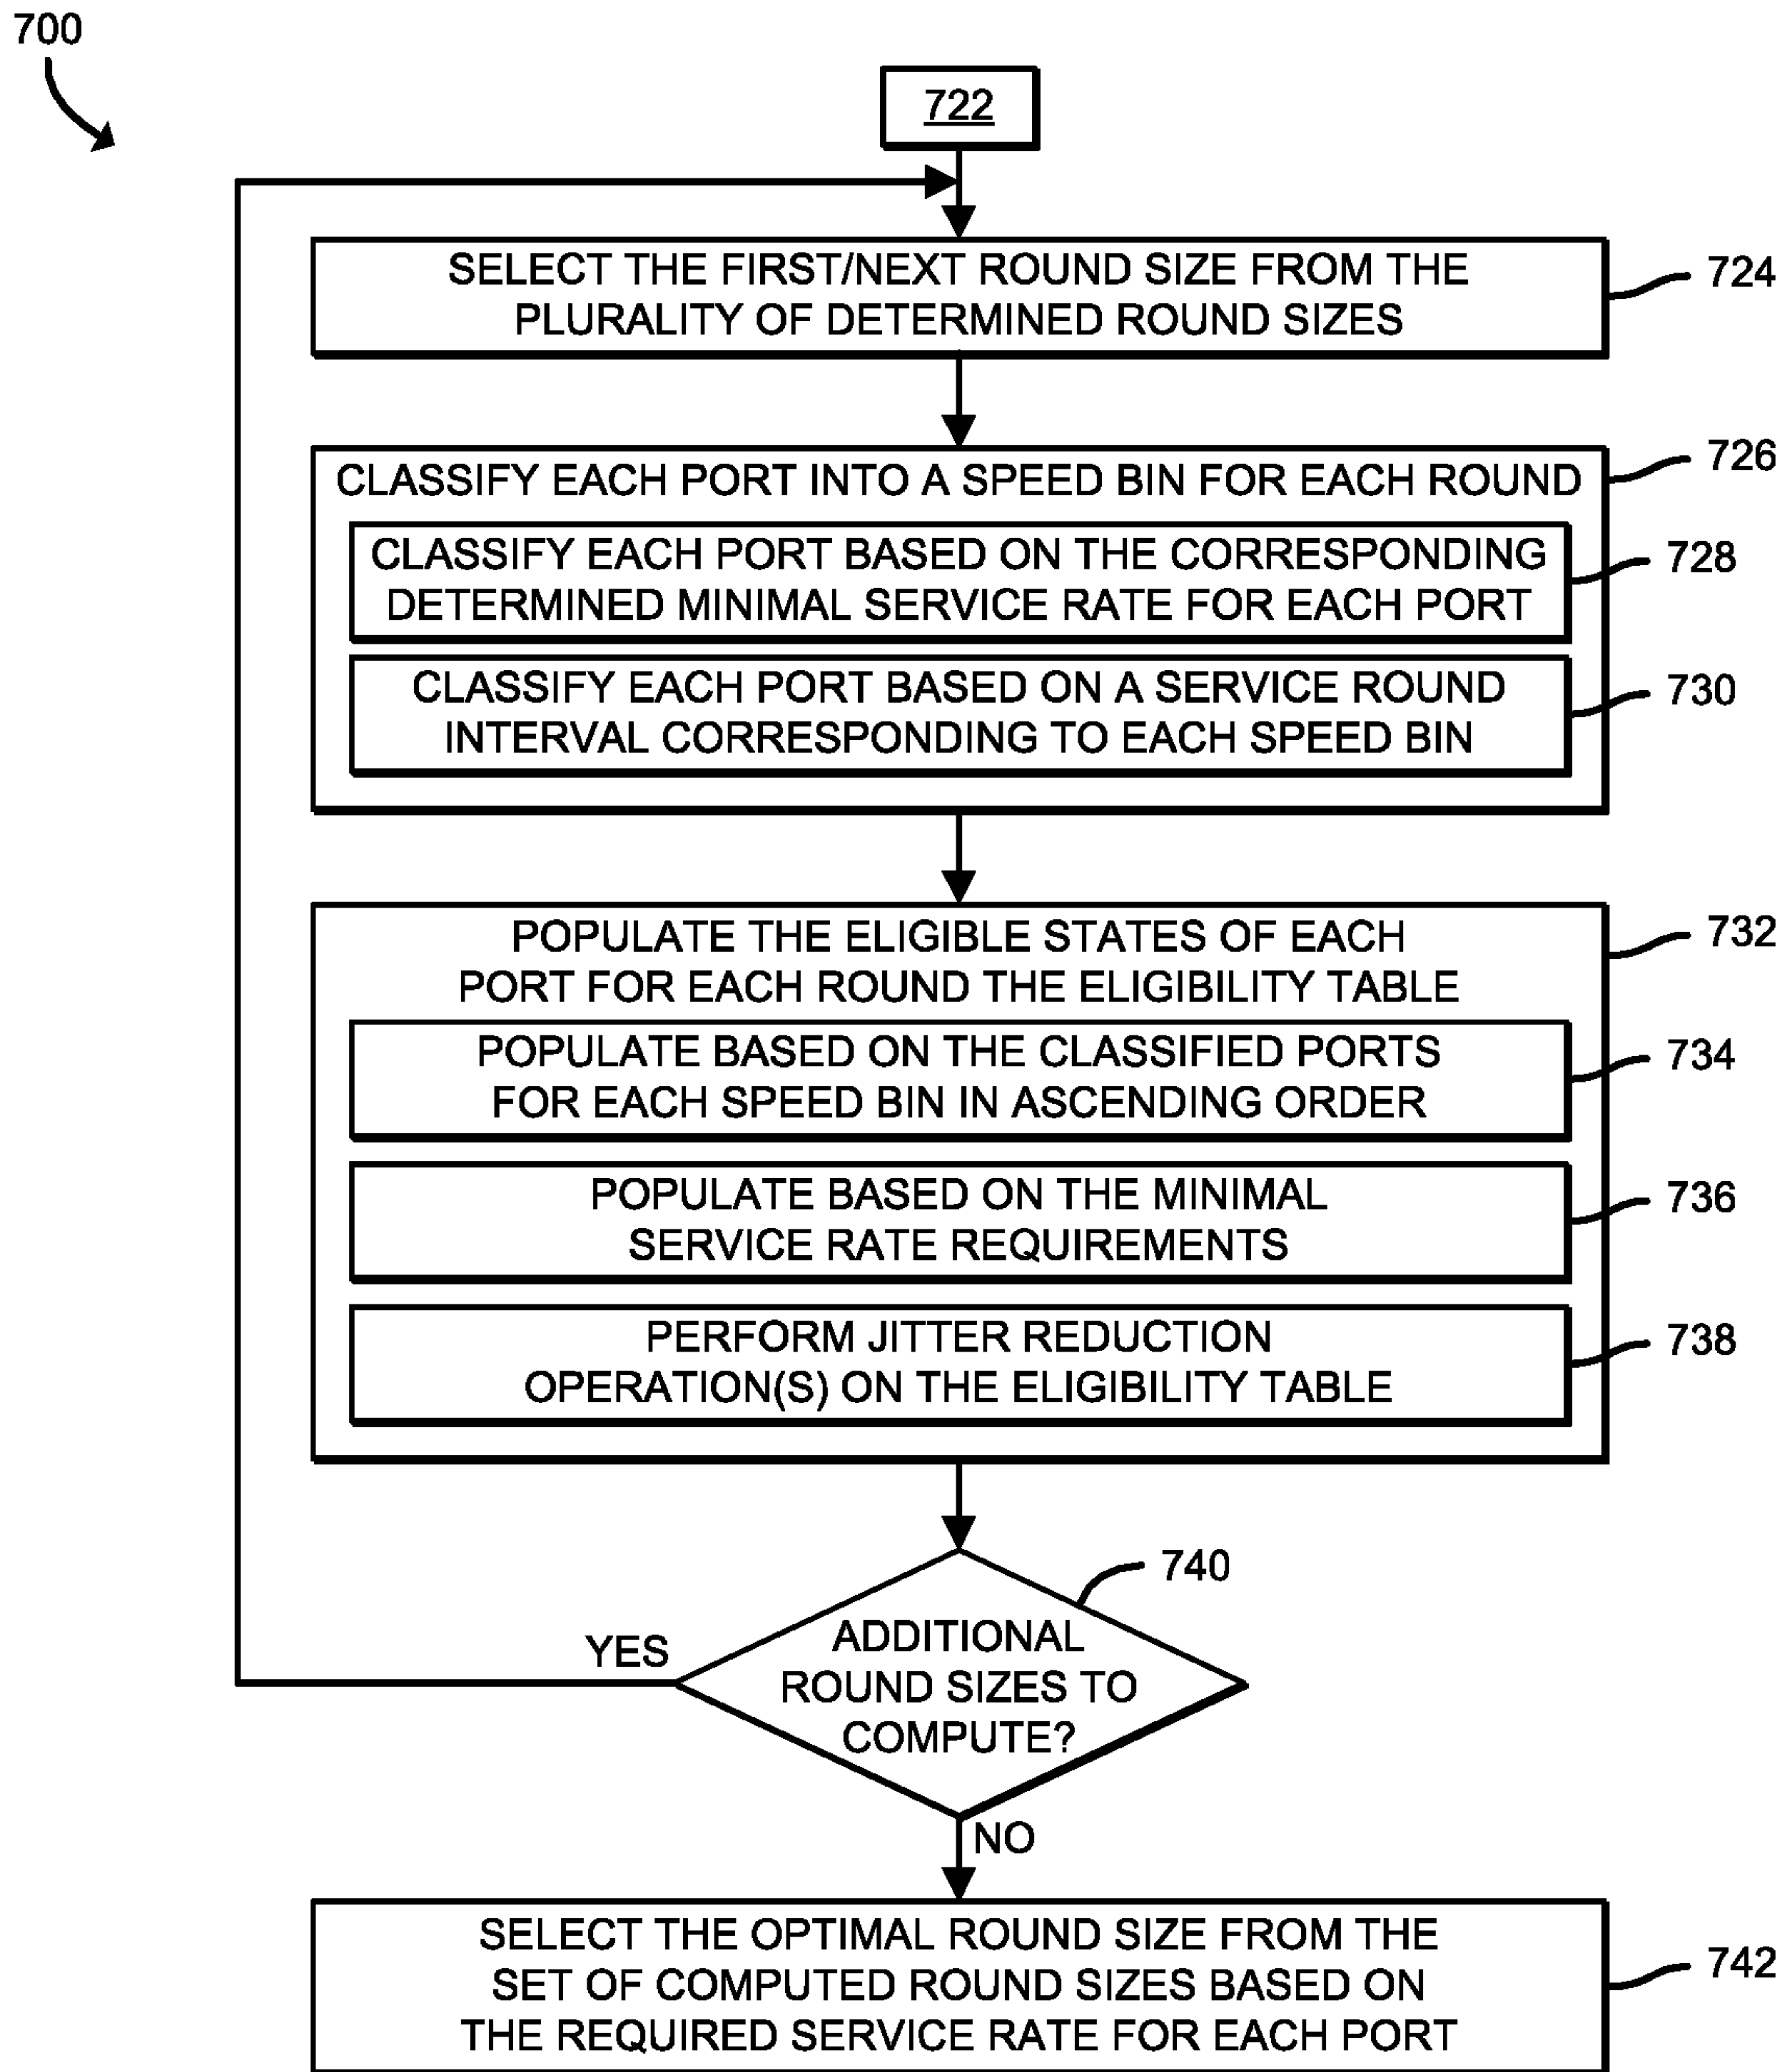 700
722
SELECT THE FIRST/NEXT ROUND SIZE FROM THE
PLURALITY OF DETERMINED ROUND SIZES
724
CLASSIFY EACH PORT INTO A SPEED BIN FOR EACH ROUND
726
CLASSIFY EACH PORT BASED ON THE CORRESPONDING
DETERMINED MINIMAL SERVICE RATE FOR EACH PORT
728
CLASSIFY EACH PORT BASED ON A SERVICE ROUND
INTERVAL CORRESPONDING TO EACH SPEED BIN
730
POPULATE THE ELIGIBLE STATES OF EACH
PORT FOR EACH ROUND THE ELIGIBILITY TABLE
732
POPULATE BASED ON THE CLASSIFIED PORTS
FOR EACH SPEED BIN IN ASCENDING ORDER
734
POPULATE BASED ON THE MINIMAL
SERVICE RATE REQUIREMENTS
736
PERFORM JITTER REDUCTION
OPERATION(S) ON THE ELIGIBILITY TABLE
738
740
ADDITIONAL
ROUND SIZES TO
COMPUTE?
YES
NO
SELECT THE OPTIMAL ROUND SIZE FROM THE
SET OF COMPUTED ROUND SIZES BASED ON
THE REQUIRED SERVICE RATE FOR EACH PORT
742